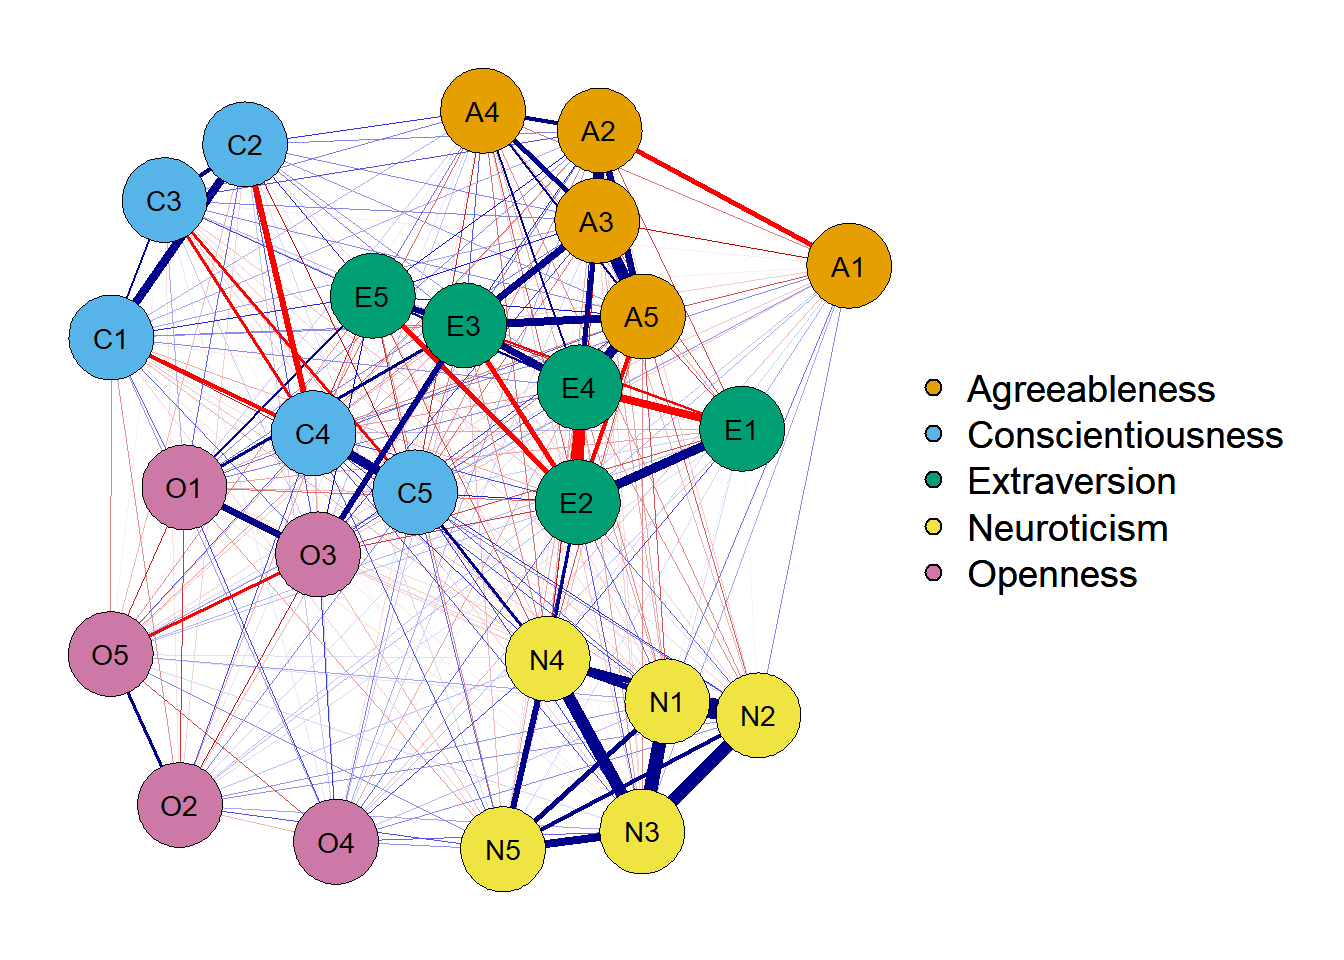 A4
A2
C2
C3
A3
A1
E5
E3
A5
C1
E4
E1
C4
O1
C5
E2
O3
O5
N4
N1
N2
O2
O4
N5
N3
Agreeableness
Conscientiousness
Extraversion
Neuroticism
Openness